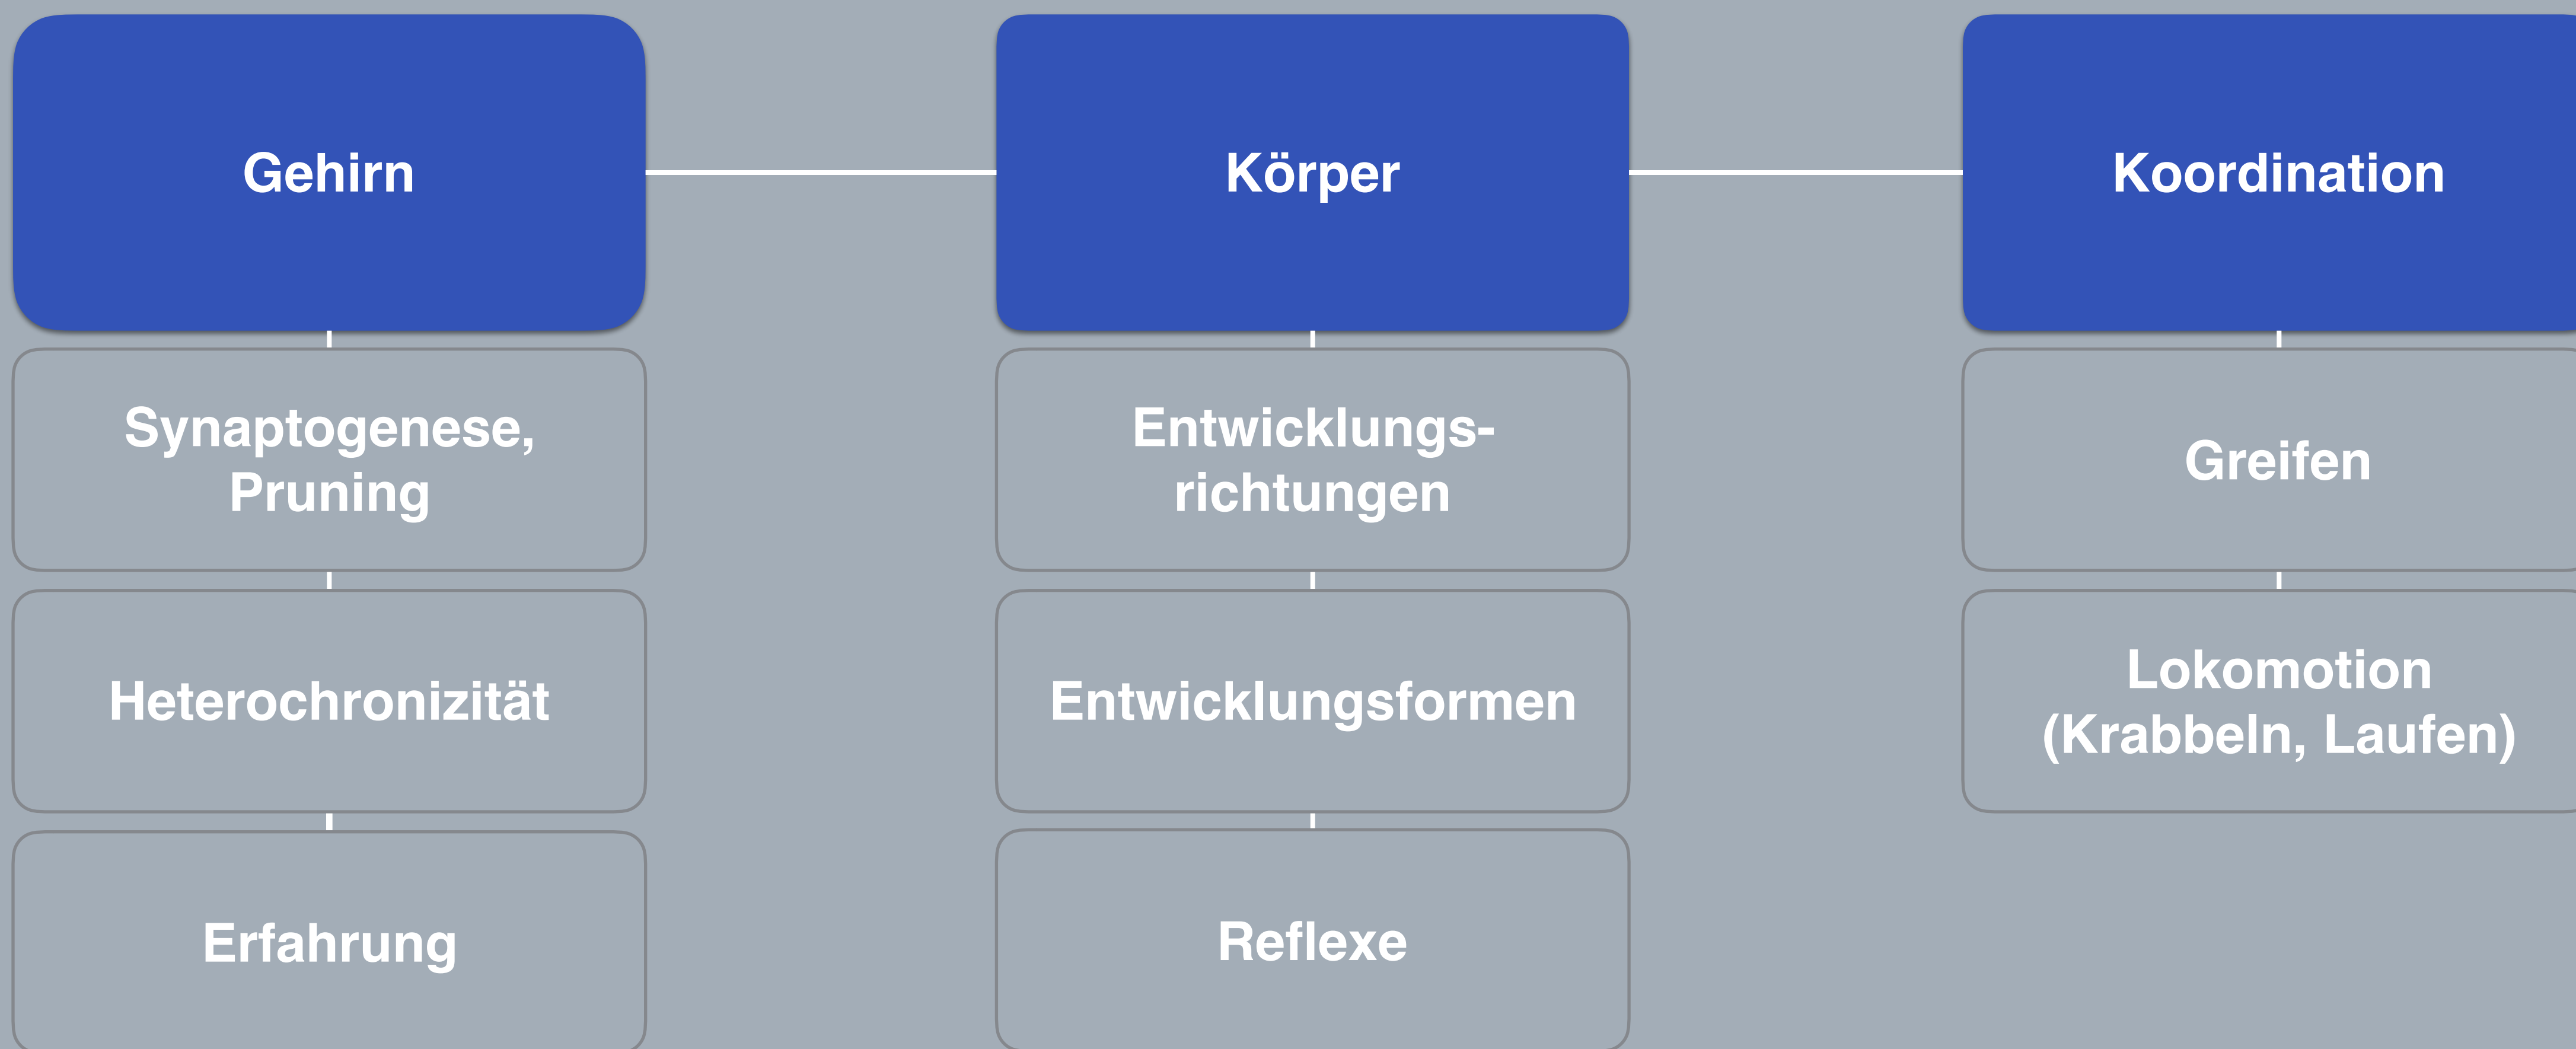 Gehirn
Körper
Koordination
Synaptogenese,
Pruning
Entwicklungs-
richtungen
Greifen
Heterochronizität
Entwicklungsformen
Lokomotion
(Krabbeln, Laufen)
Erfahrung
Reflexe